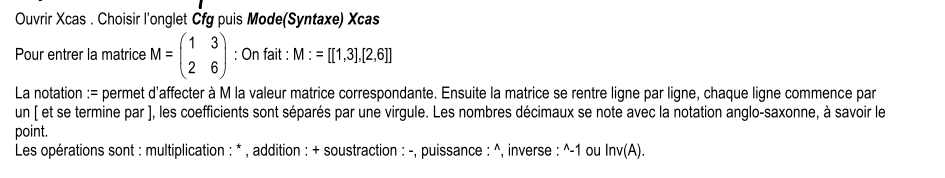 Ouvrir Xcas . Choisir l'onglet Cfg puis Mode(Syntaxe) Xcas
Pour entrer la matrice M = ( 1 3 ) : On fait : M : = [[1,3],[2,6]]
2 6
La notation := permet d'affecter à M la valeur matrice correspondante. Ensuite la matrice se rentre ligne par ligne, chaque ligne commence par
un [ et se termine par ], les coefficients sont séparés par une virgule. Les nombres décimaux se note avec la notation anglo-saxonne, à savoir le
point.
Les opérations sont : multiplication : * , addition : + soustraction : -, puissance : ^, inverse : ^-1 ou Inv(A).